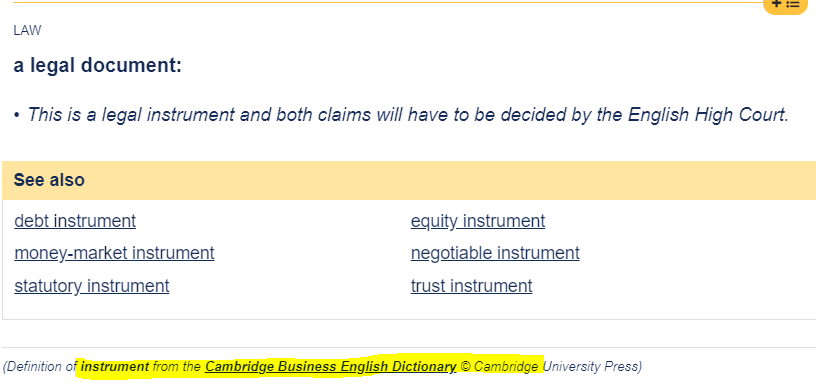 LAW
a legal document:
• This is a legal instrument and both claims will have to be decided by the English High Court.
See also
debt instrument
equity instrument
money-market instrument
negotiable instrument
statutory instrument
trust instrument
(Definition of instrument from the Cambridge Business English Dictionary © Cambridge University Press)